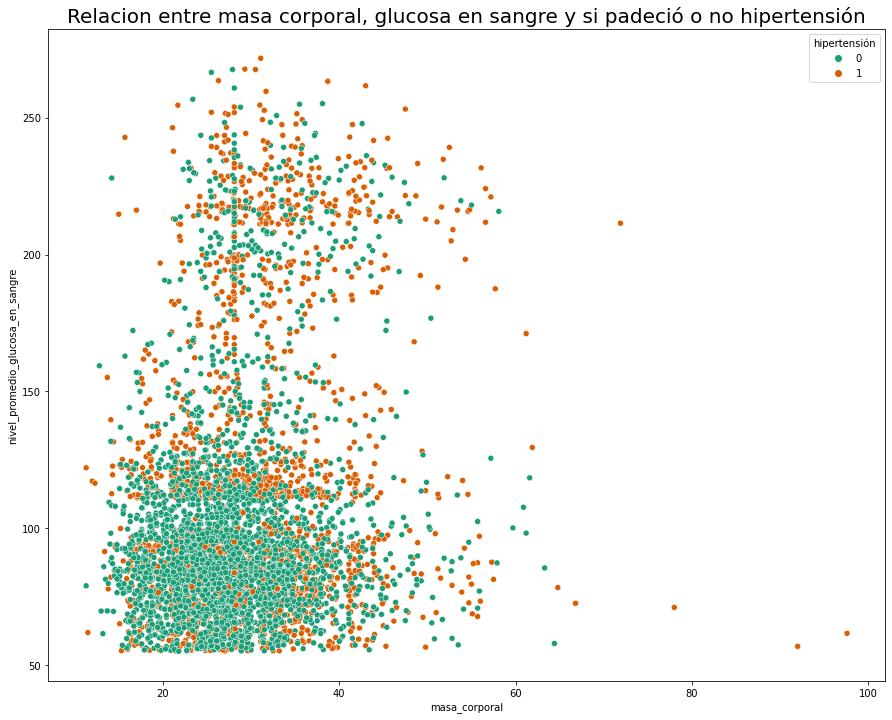 Relacion entre masa corporal, glucosa en sangre y si padeció o no hipertensión
hipertensión
0
1
250
200
150
100
50
nivel_promedio_glucosa_en_sangre
20 40 60 80 100
masa_corporal